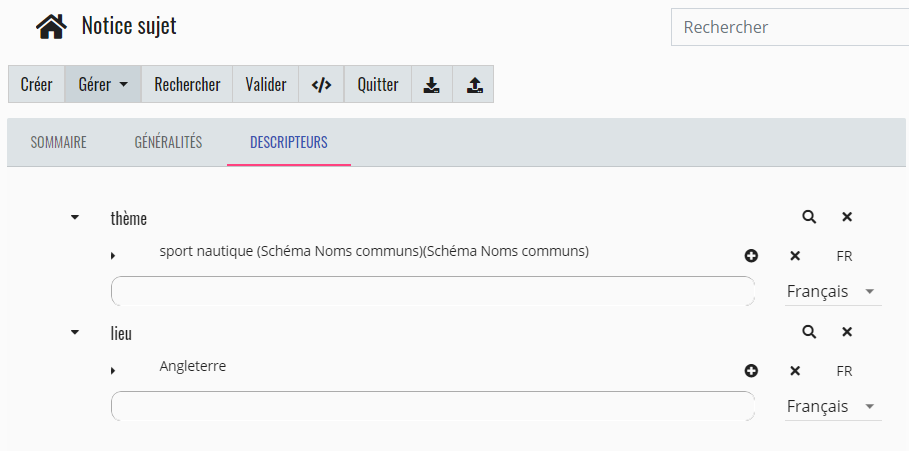 Notice sujet
Rechercher
Créer Gérer Rechercher Valider </> Quitter
SOMMAIRE GÉNÉRALITÉS DESCRIPTEURS
thème
sport nautique (Schéma Noms communs)(Schéma Noms communs) FR
Français
lieu
Angleterre FR
Français